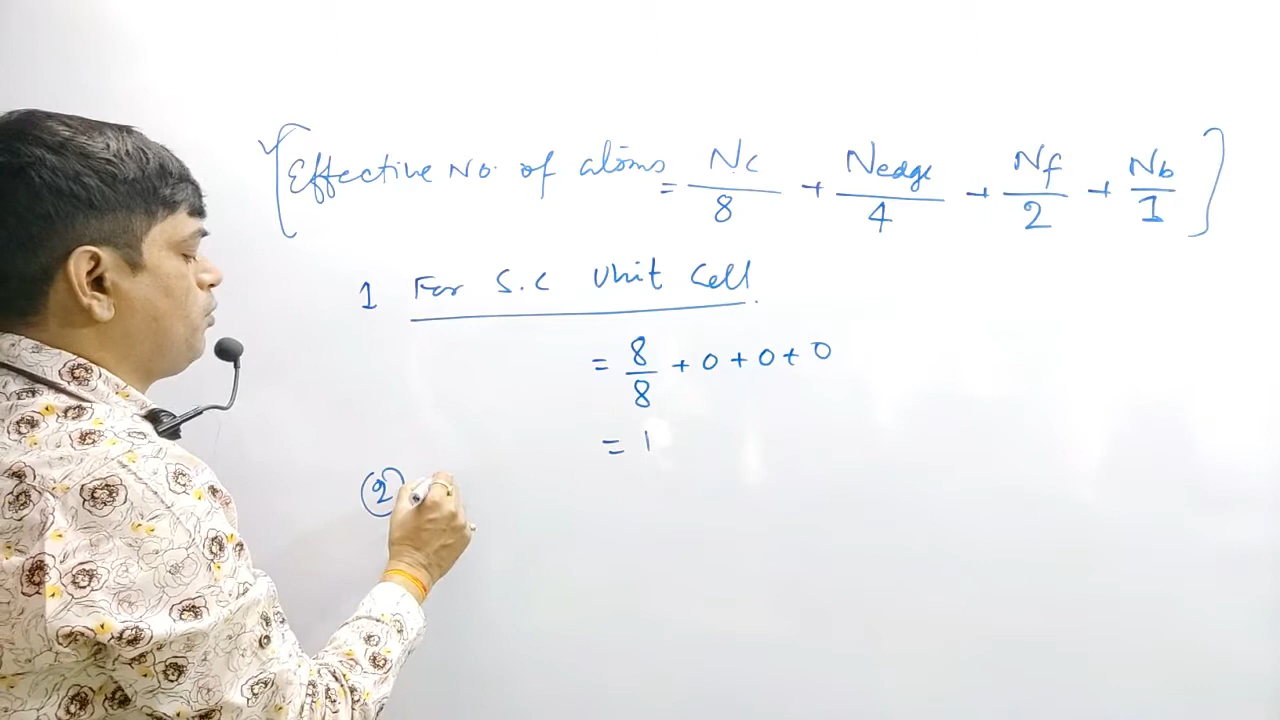 [Effective No. of atoms = Nc/8 + Nedge/4 + Nf/2 + Nb/1]
1 For S.C Unit Cell.
= 8/8 + 0 + 0 + 0
= 1
2